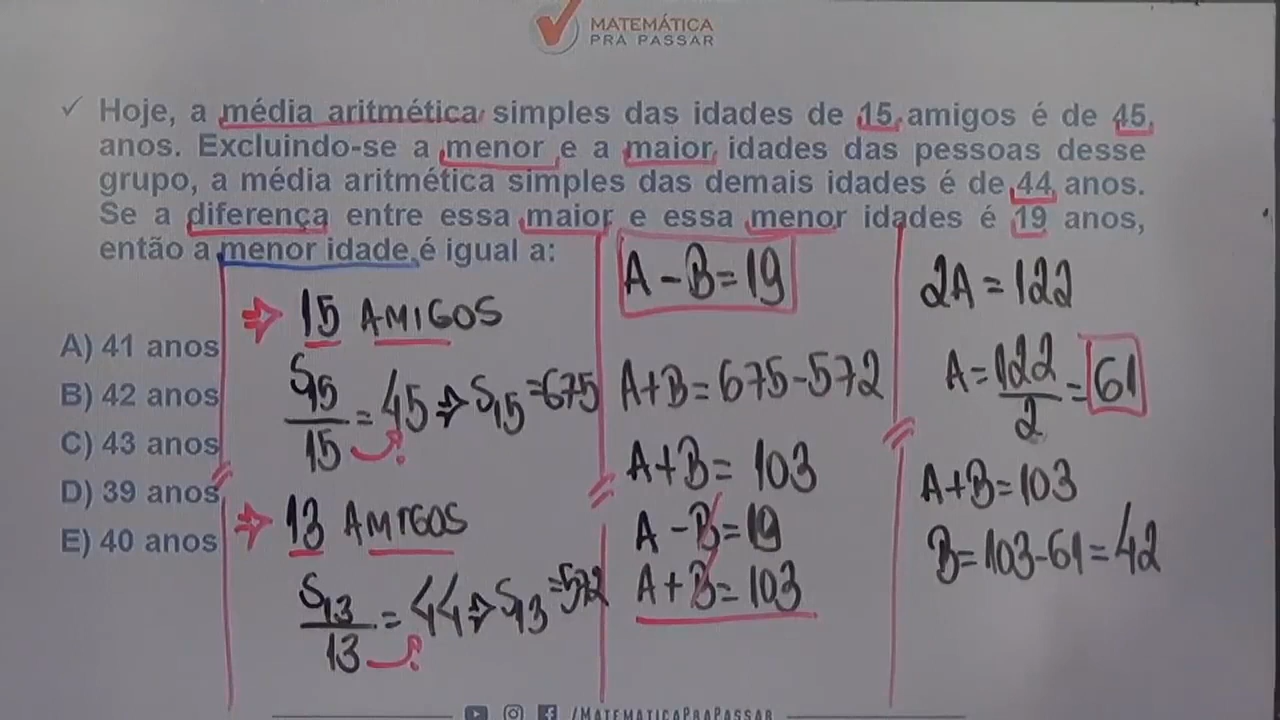 MATEMÁTICA
PRA PASSAR
✓ Hoje, a média aritmética simples das idades de 15 amigos é de 45
anos. Excluindo-se a menor e a maior idades das pessoas desse
grupo, a média aritmética simples das demais idades é de 44 anos.
Se a diferença entre essa maior e essa menor idades é 19 anos,
então a menor idade é igual a:
A) 41 anos
B) 42 anos
C) 43 anos
D) 39 anos
E) 40 anos
⇒ 15 AMIGOS
S15/15 = 45 ⇒ S15 = 675
⇒ 13 AMIGOS
S13/13 = 44 ⇒ S13 = 572
A - B = 19
A + B = 675 - 572
A + B = 103
A - B = 19
A + B = 103
2A = 122
A = 122/2 = 61
A + B = 103
B = 103 - 61 = 42
/MATEMATICAPRAPASSAR